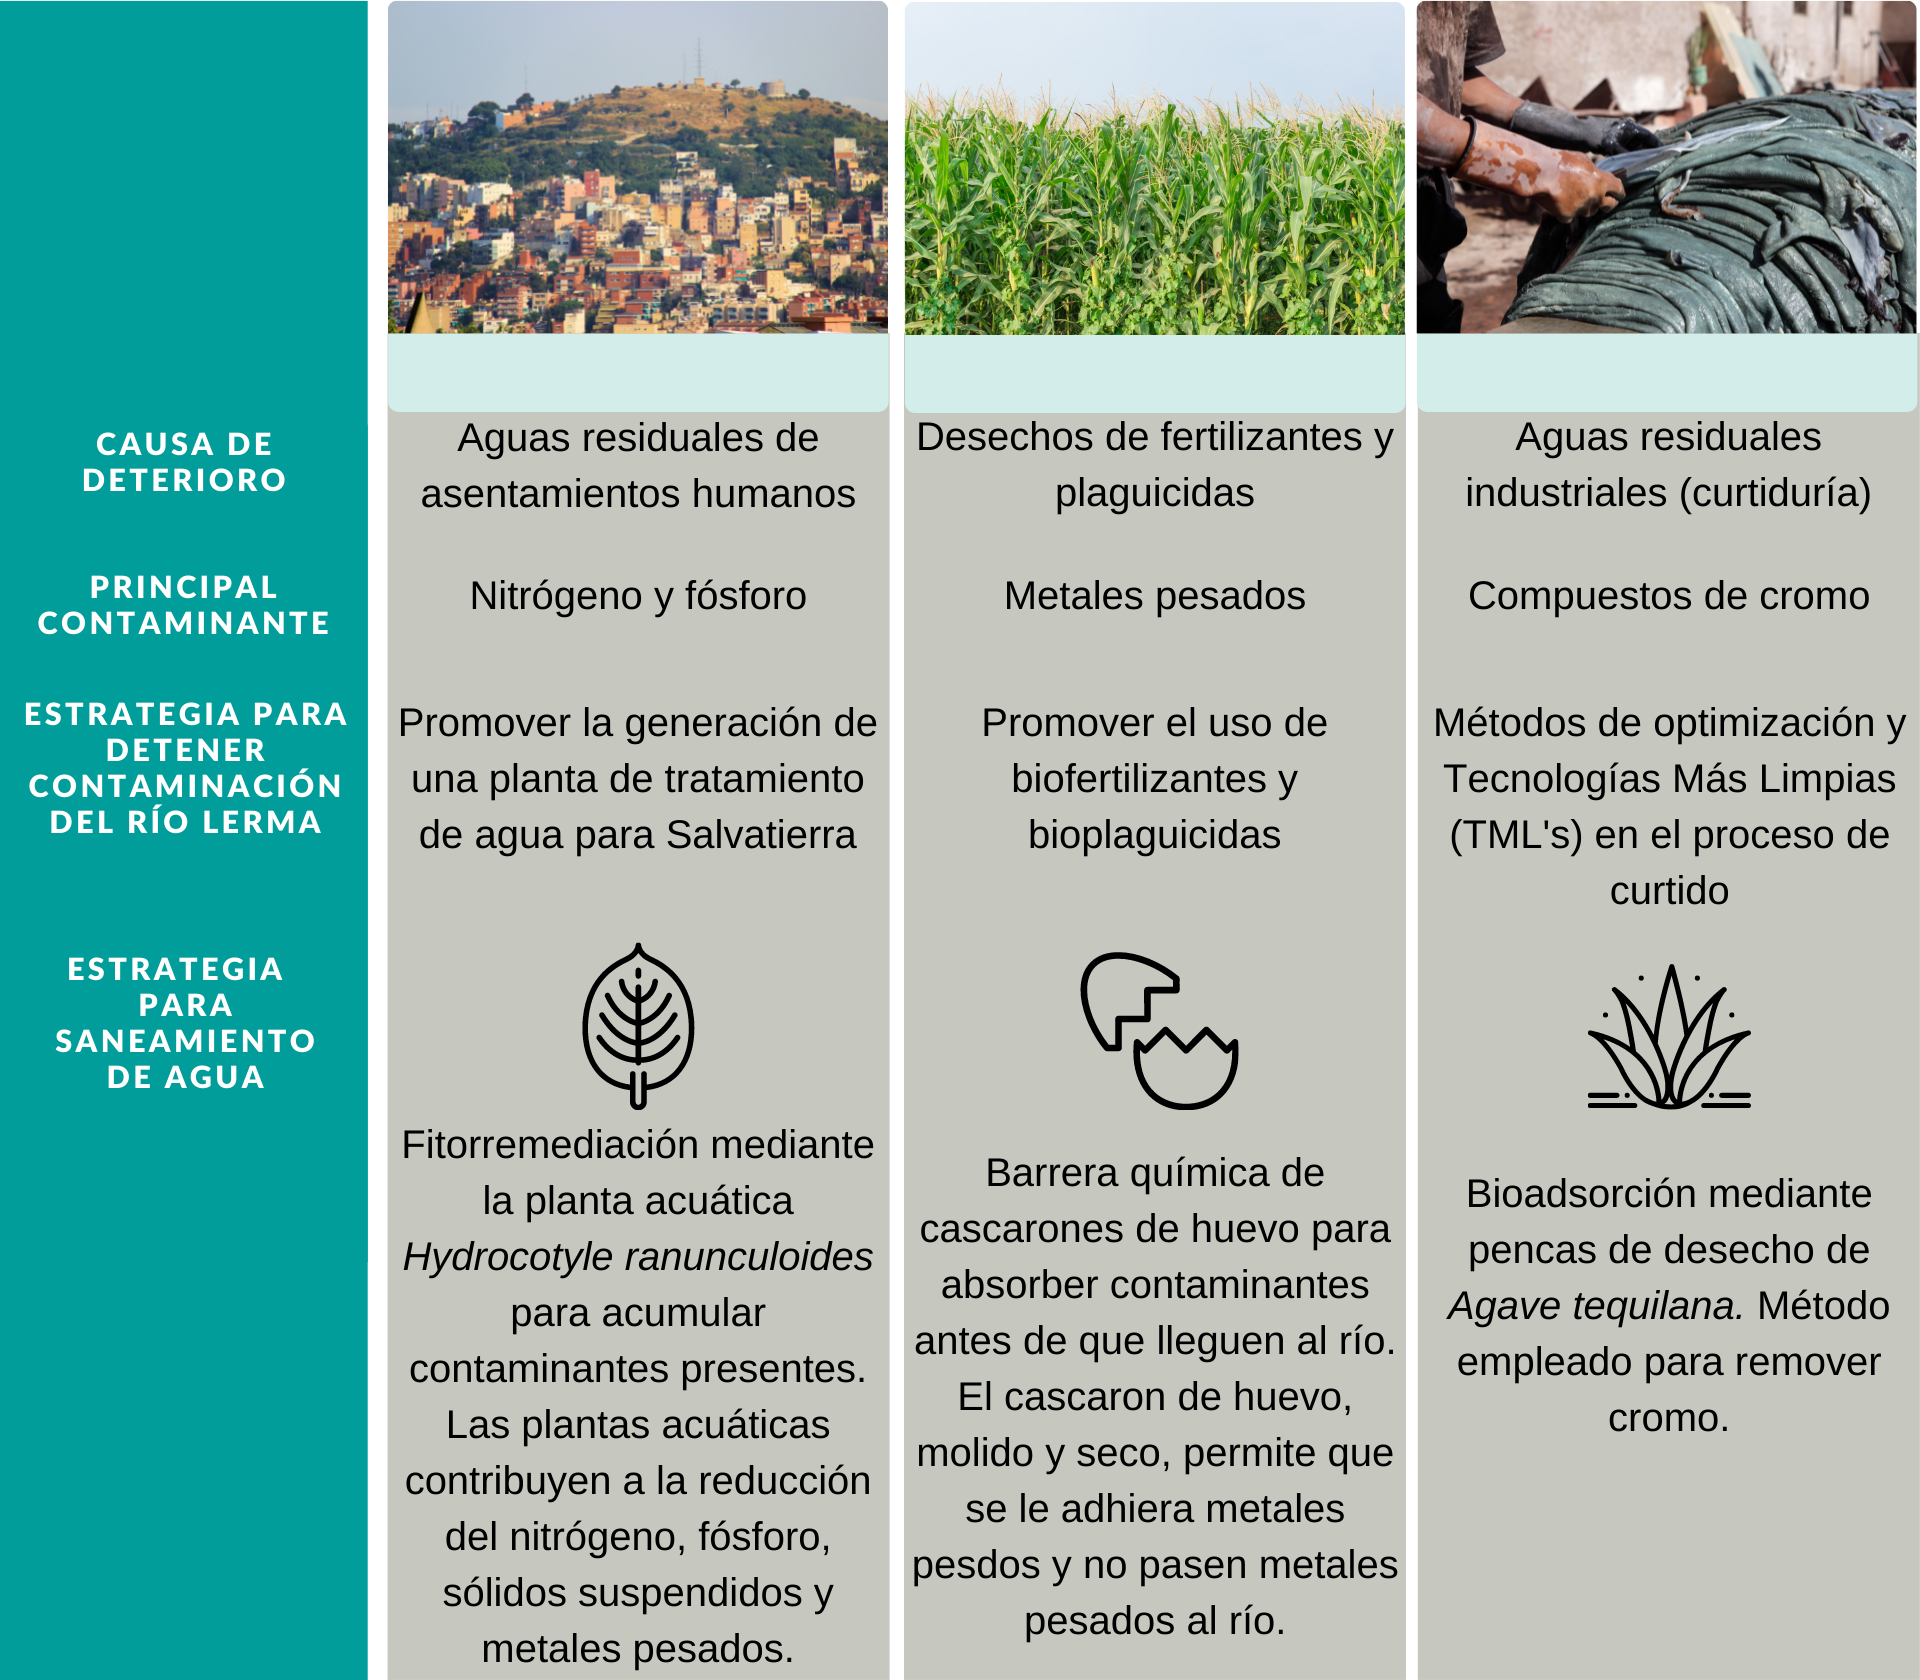 CAUSA DE
DETERIORO
Aguas residuales de
asentamientos humanos
Desechos de fertilizantes y
plaguicidas
Aguas residuales
industriales (curtiduría)
PRINCIPAL
CONTAMINANTE
Nitrógeno y fósforo
Metales pesados
Compuestos de cromo
ESTRATEGIA PARA
DETENER
CONTAMINACIÓN
DEL RÍO LERMA
Promover la generación de
una planta de tratamiento
de agua para Salvatierra
Promover el uso de
biofertilizantes y
bioplaguicidas
Métodos de optimización y
Tecnologías Más Limpias
(TML's) en el proceso de
curtido
ESTRATEGIA
PARA
SANEAMIENTO
DE AGUA
Fitorremediación mediante
la planta acuática
Hydrocotyle ranunculoides
para acumular
contaminantes presentes.
Las plantas acuáticas
contribuyen a la reducción
del nitrógeno, fósforo,
sólidos suspendidos y
metales pesados.
Barrera química de
cascarones de huevo para
absorber contaminantes
antes de que lleguen al río.
El cascaron de huevo,
molido y seco, permite que
se le adhiera metales
pesdos y no pasen metales
pesados al río.
Bioadsorción mediante
pencas de desecho de
Agave tequilana. Método
empleado para remover
cromo.